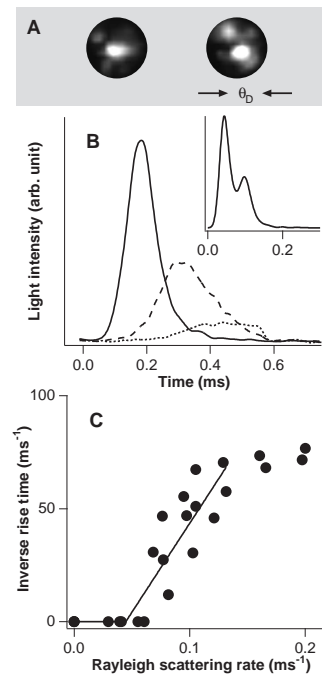 A
θD
B
Light intensity (arb. unit)
0.0 0.2
0.0 0.2 0.4 0.6
Time (ms)
C
Inverse rise time (ms-1)
100
50
0
0.0 0.1 0.2
Rayleigh scattering rate (ms-1)